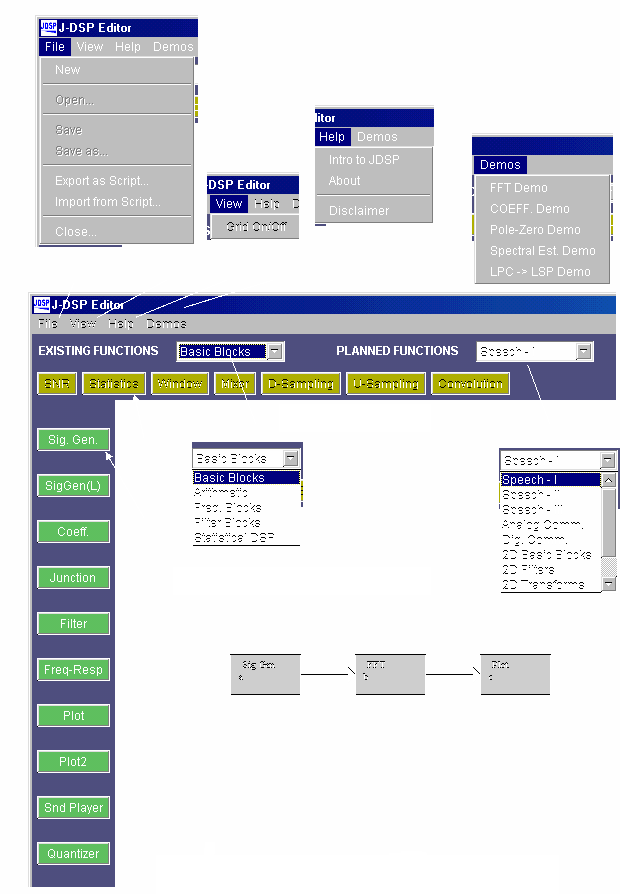 JDSP J-DSP Editor
File View Help Demos
New
Open...
Save
Save as...
Export as Script...
Import from Script...
Close...
-DSP Editor
View Help D
Grid On/Off
itor
Help Demos
Intro to JDSP
About
Disclaimer
Demos
FFT Demo
COEFF. Demo
Pole-Zero Demo
Spectral Est. Demo
LPC -> LSP Demo
JDSP J-DSP Editor
File View Help Demos
EXISTING FUNCTIONS Basic Blocks PLANNED FUNCTIONS Speech - I
SNR Statistics Window Mixer D-Sampling U-Sampling Convolution
Sig. Gen.
SigGen(L)
Coeff.
Junction
Filter
Freq-Resp
Plot
Plot2
Snd Player
Quantizer
Basic Blocks
Basic Blocks
Arithmetic
Freq. Blocks
Filter Blocks
Statistical DSP
Speech - I
Speech - I
Speech - II
Speech - III
Analog Comm.
Dig. Comm.
2D Basic Blocks
2D Filters
2D Transforms
Sig Gen
a
FFT
b
Plot
c